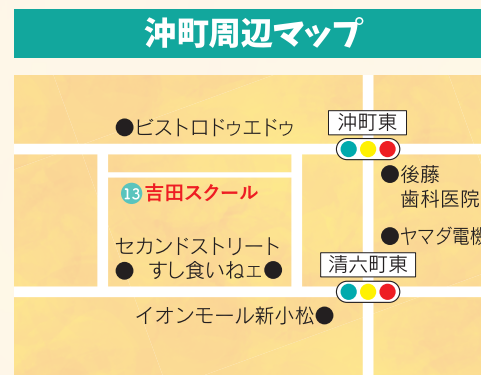 沖町周辺マップ
沖町東
ビストロドゥエドゥ
後藤
歯科医院
13 吉田スクール
ヤマダ電機
セカンドストリート
すし食いねェ
清六町東
イオンモール新小松